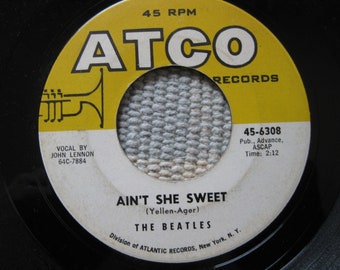 45 RPM
ATCO
RECORDS
VOCAL BY
JOHN LENNON
64C-7884
45-6308
Pub., Advance,
ASCAP
Time: 2:12
AIN'T SHE SWEET
(Yellen-Ager)
THE BEATLES
Division of ATLANTIC RECORDS, New York, N. Y.